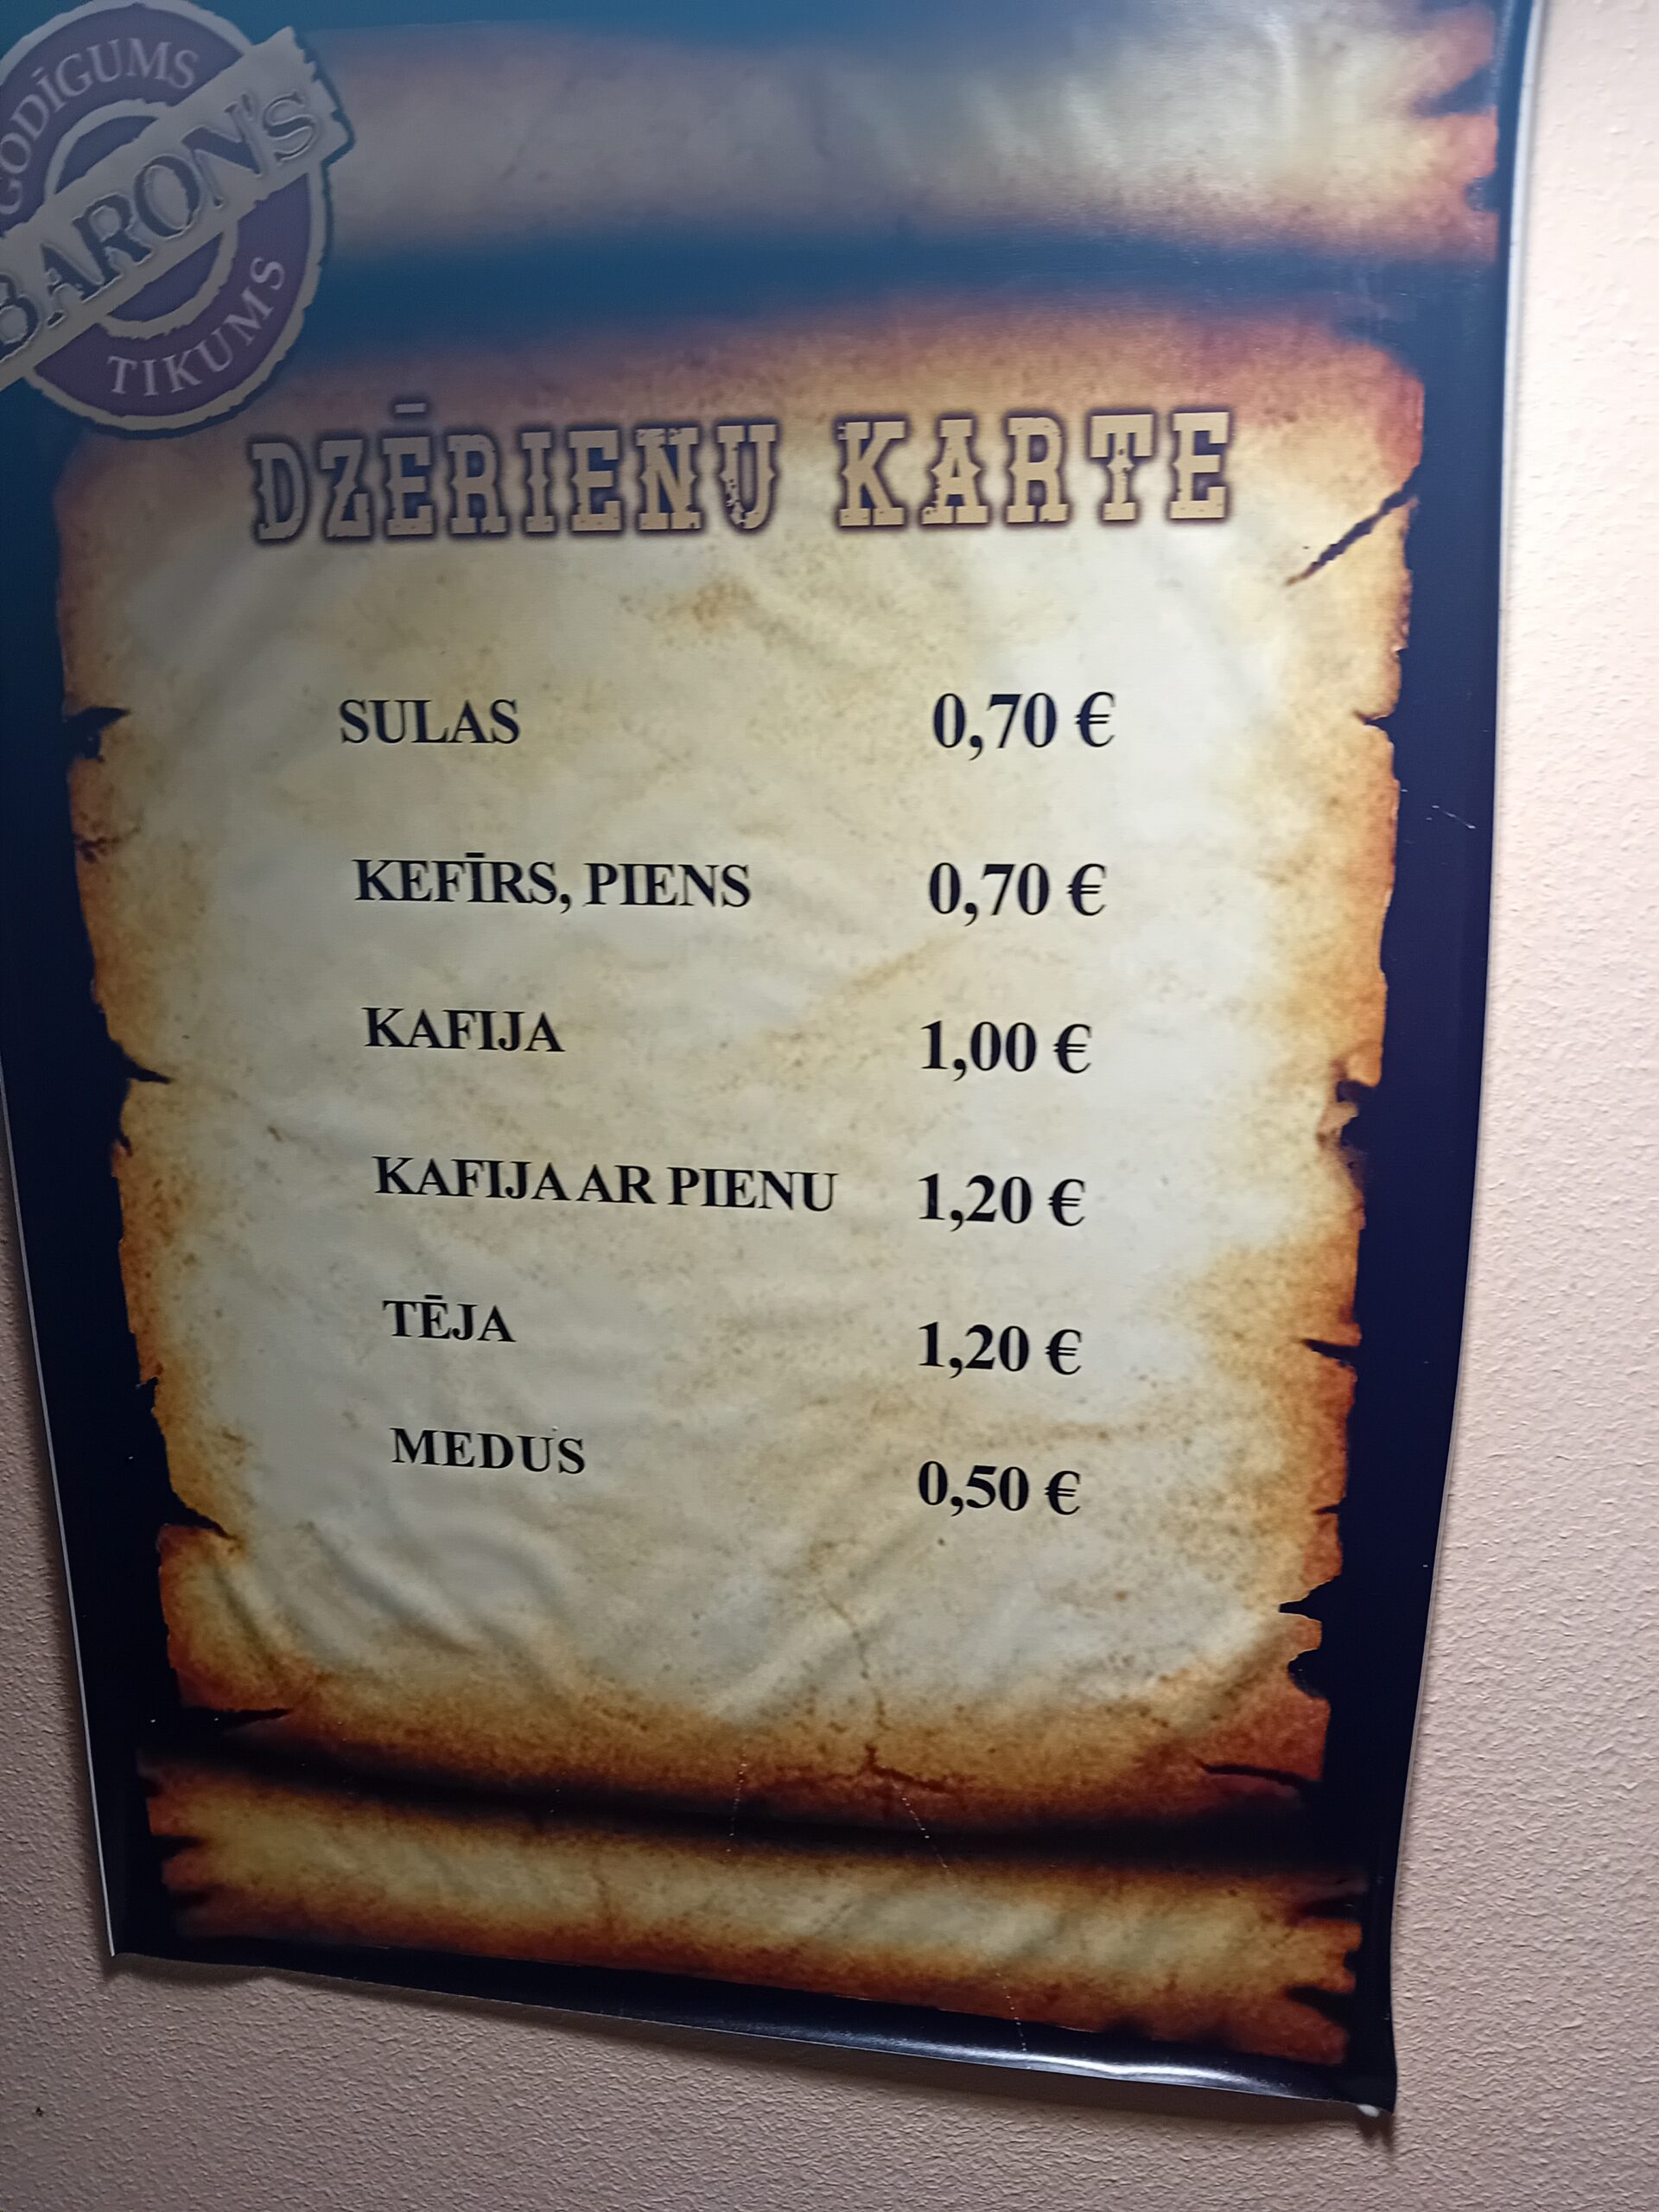 GODĪGUMS
BARON'S
TIKUMS
DZĒRIENU KARTE
SULAS 0,70 €
KEFĪRS, PIENS 0,70 €
KAFIJA 1,00 €
KAFIJA AR PIENU 1,20 €
TĒJA 1,20 €
MEDUS 0,50 €